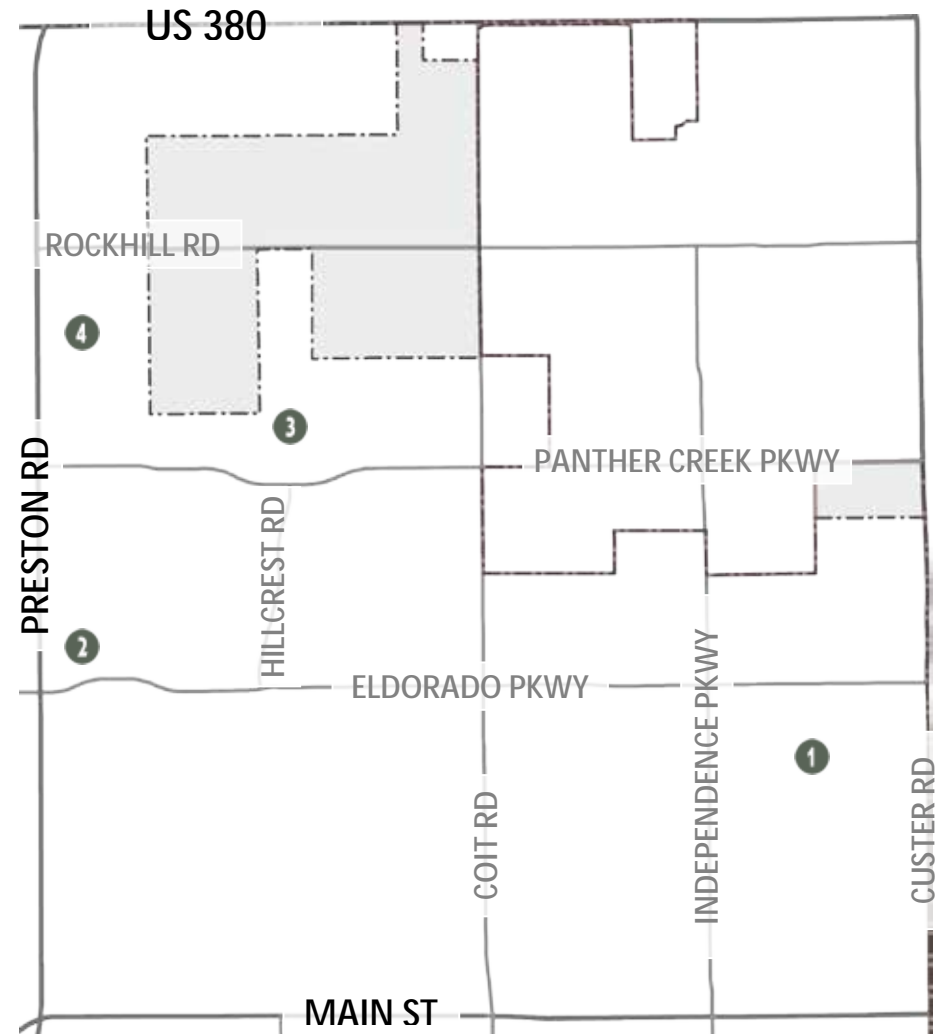 US 380
ROCKHILL RD
4
3
PRESTON RD
PANTHER CREEK PKWY
HILLCREST RD
2
ELDORADO PKWY
INDEPENDENCE PKWY
1
COIT RD
CUSTER RD
MAIN ST